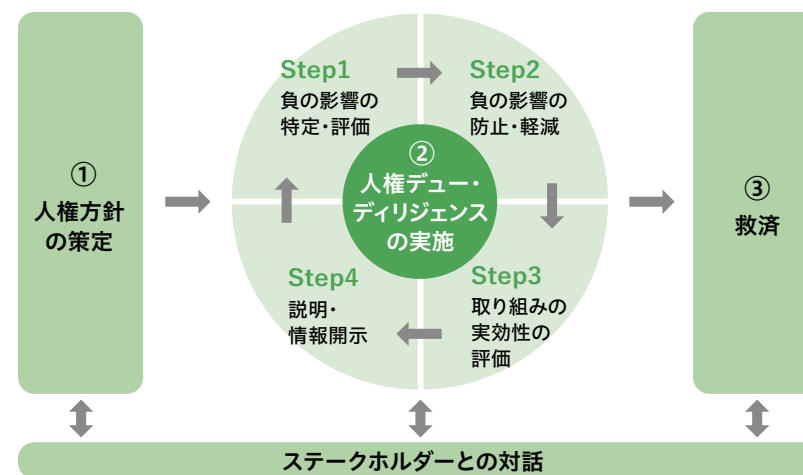 ①
人権方針
の策定
Step1
負の影響の
特定・評価
Step2
負の影響の
防止・軽減
②
人権デュー・
ディリジェンス
の実施
Step4
説明・
情報開示
Step3
取り組みの
実効性の
評価
③
救済
ステークホルダーとの対話